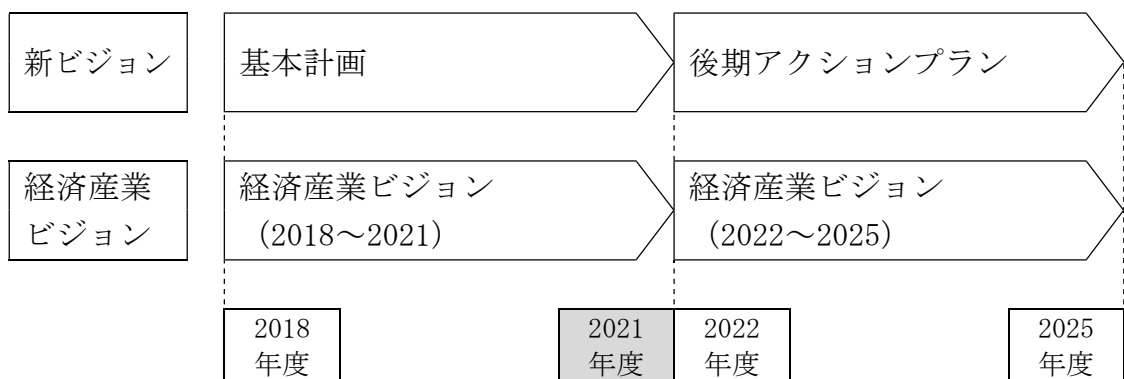 新ビジョン
基本計画
後期アクションプラン
経済産業
ビジョン
経済産業ビジョン
（2018～2021）
経済産業ビジョン
（2022～2025）
2018
年度
2021
年度
2022
年度
2025
年度